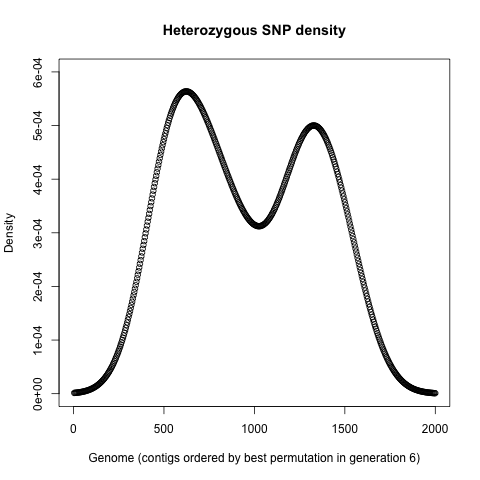 Heterozygous SNP density
Density
6e-04
5e-04
4e-04
3e-04
2e-04
1e-04
0e+00
0
500
1000
1500
2000
Genome (contigs ordered by best permutation in generation 6)